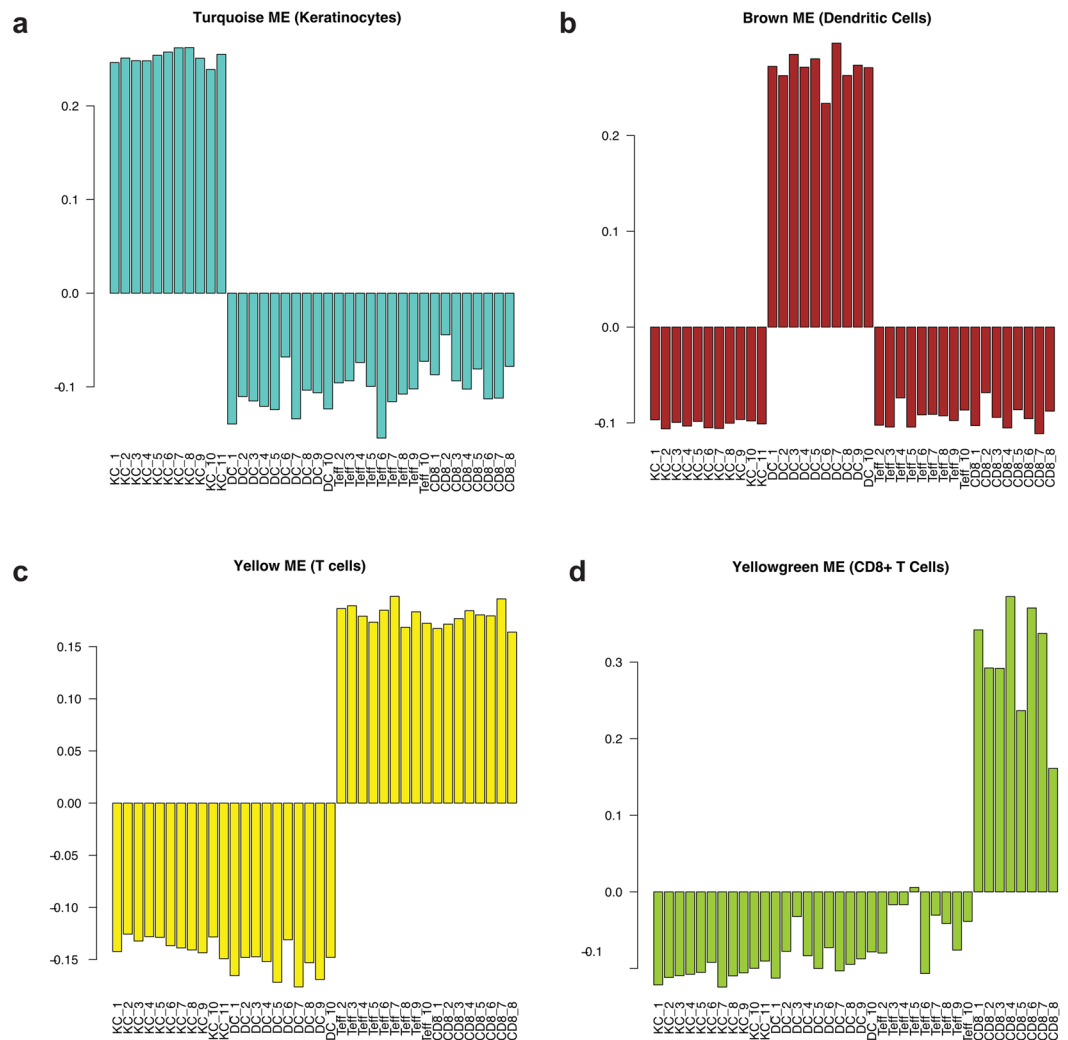 a
Turquoise ME (Keratinocytes)
0.2
0.1
0.0
-0.1
KC_1 KC_2 KC_3 KC_4 KC_5 KC_6 KC_7 KC_8 KC_9 KC_10 KC_11 DC_1 DC_2 DC_3 DC_4 DC_5 DC_6 DC_7 DC_8 DC_9 DC_10 Teff_2 Teff_3 Teff_4 Teff_5 Teff_6 Teff_7 Teff_8 Teff_9 Teff_10 CD8_1 CD8_2 CD8_3 CD8_4 CD8_5 CD8_6 CD8_7 CD8_8
b
Brown ME (Dendritic Cells)
0.2
0.1
0.0
-0.1
KC_1 KC_2 KC_3 KC_4 KC_5 KC_6 KC_7 KC_8 KC_9 KC_10 KC_11 DC_1 DC_2 DC_3 DC_4 DC_5 DC_6 DC_7 DC_8 DC_9 DC_10 Teff_2 Teff_3 Teff_4 Teff_5 Teff_6 Teff_7 Teff_8 Teff_9 Teff_10 CD8_1 CD8_2 CD8_3 CD8_4 CD8_5 CD8_6 CD8_7 CD8_8
c
Yellow ME (T cells)
0.15
0.10
0.05
0.00
-0.05
-0.10
-0.15
KC_1 KC_2 KC_3 KC_4 KC_5 KC_6 KC_7 KC_8 KC_9 KC_10 KC_11 DC_1 DC_2 DC_3 DC_4 DC_5 DC_6 DC_7 DC_8 DC_9 DC_10 Teff_2 Teff_3 Teff_4 Teff_5 Teff_6 Teff_7 Teff_8 Teff_9 Teff_10 CD8_1 CD8_2 CD8_3 CD8_4 CD8_5 CD8_6 CD8_7 CD8_8
d
Yellowgreen ME (CD8+ T Cells)
0.3
0.2
0.1
0.0
-0.1
KC_1 KC_2 KC_3 KC_4 KC_5 KC_6 KC_7 KC_8 KC_9 KC_10 KC_11 DC_1 DC_2 DC_3 DC_4 DC_5 DC_6 DC_7 DC_8 DC_9 DC_10 Teff_2 Teff_3 Teff_4 Teff_5 Teff_6 Teff_7 Teff_8 Teff_9 Teff_10 CD8_1 CD8_2 CD8_3 CD8_4 CD8_5 CD8_6 CD8_7 CD8_8